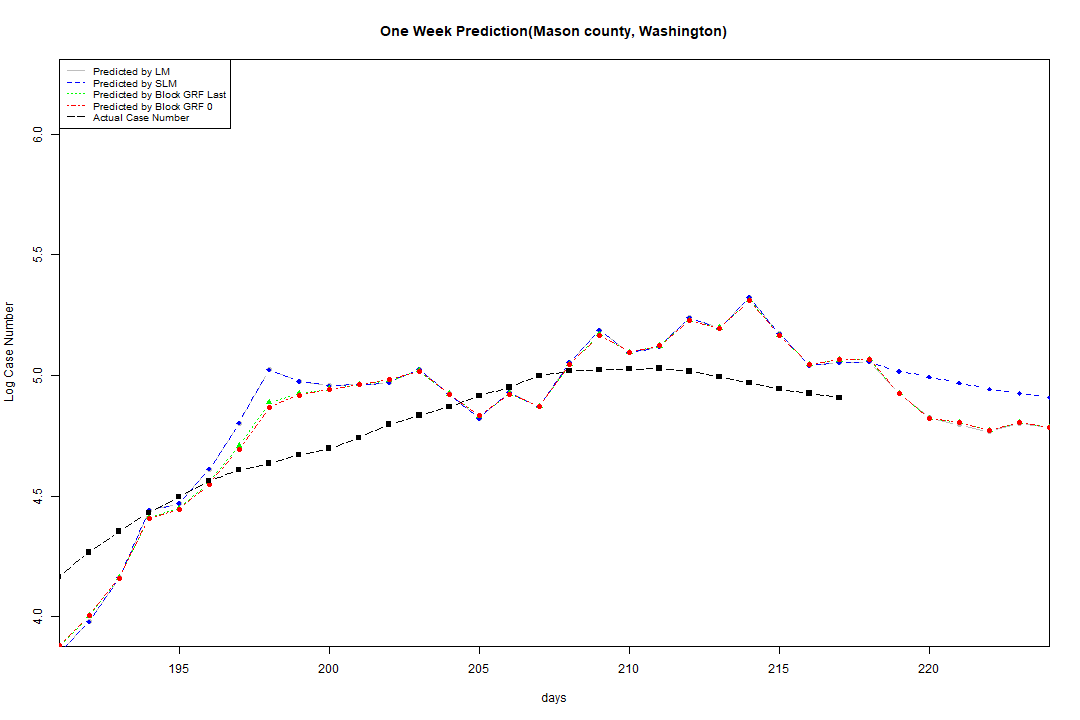 One Week Prediction(Mason county, Washington)
Predicted by LM
Predicted by SLM
Predicted by Block GRF Last
Predicted by Block GRF 0
Actual Case Number
6.0
5.5
5.0
4.5
4.0
Log Case Number
195 200 205 210 215 220
days